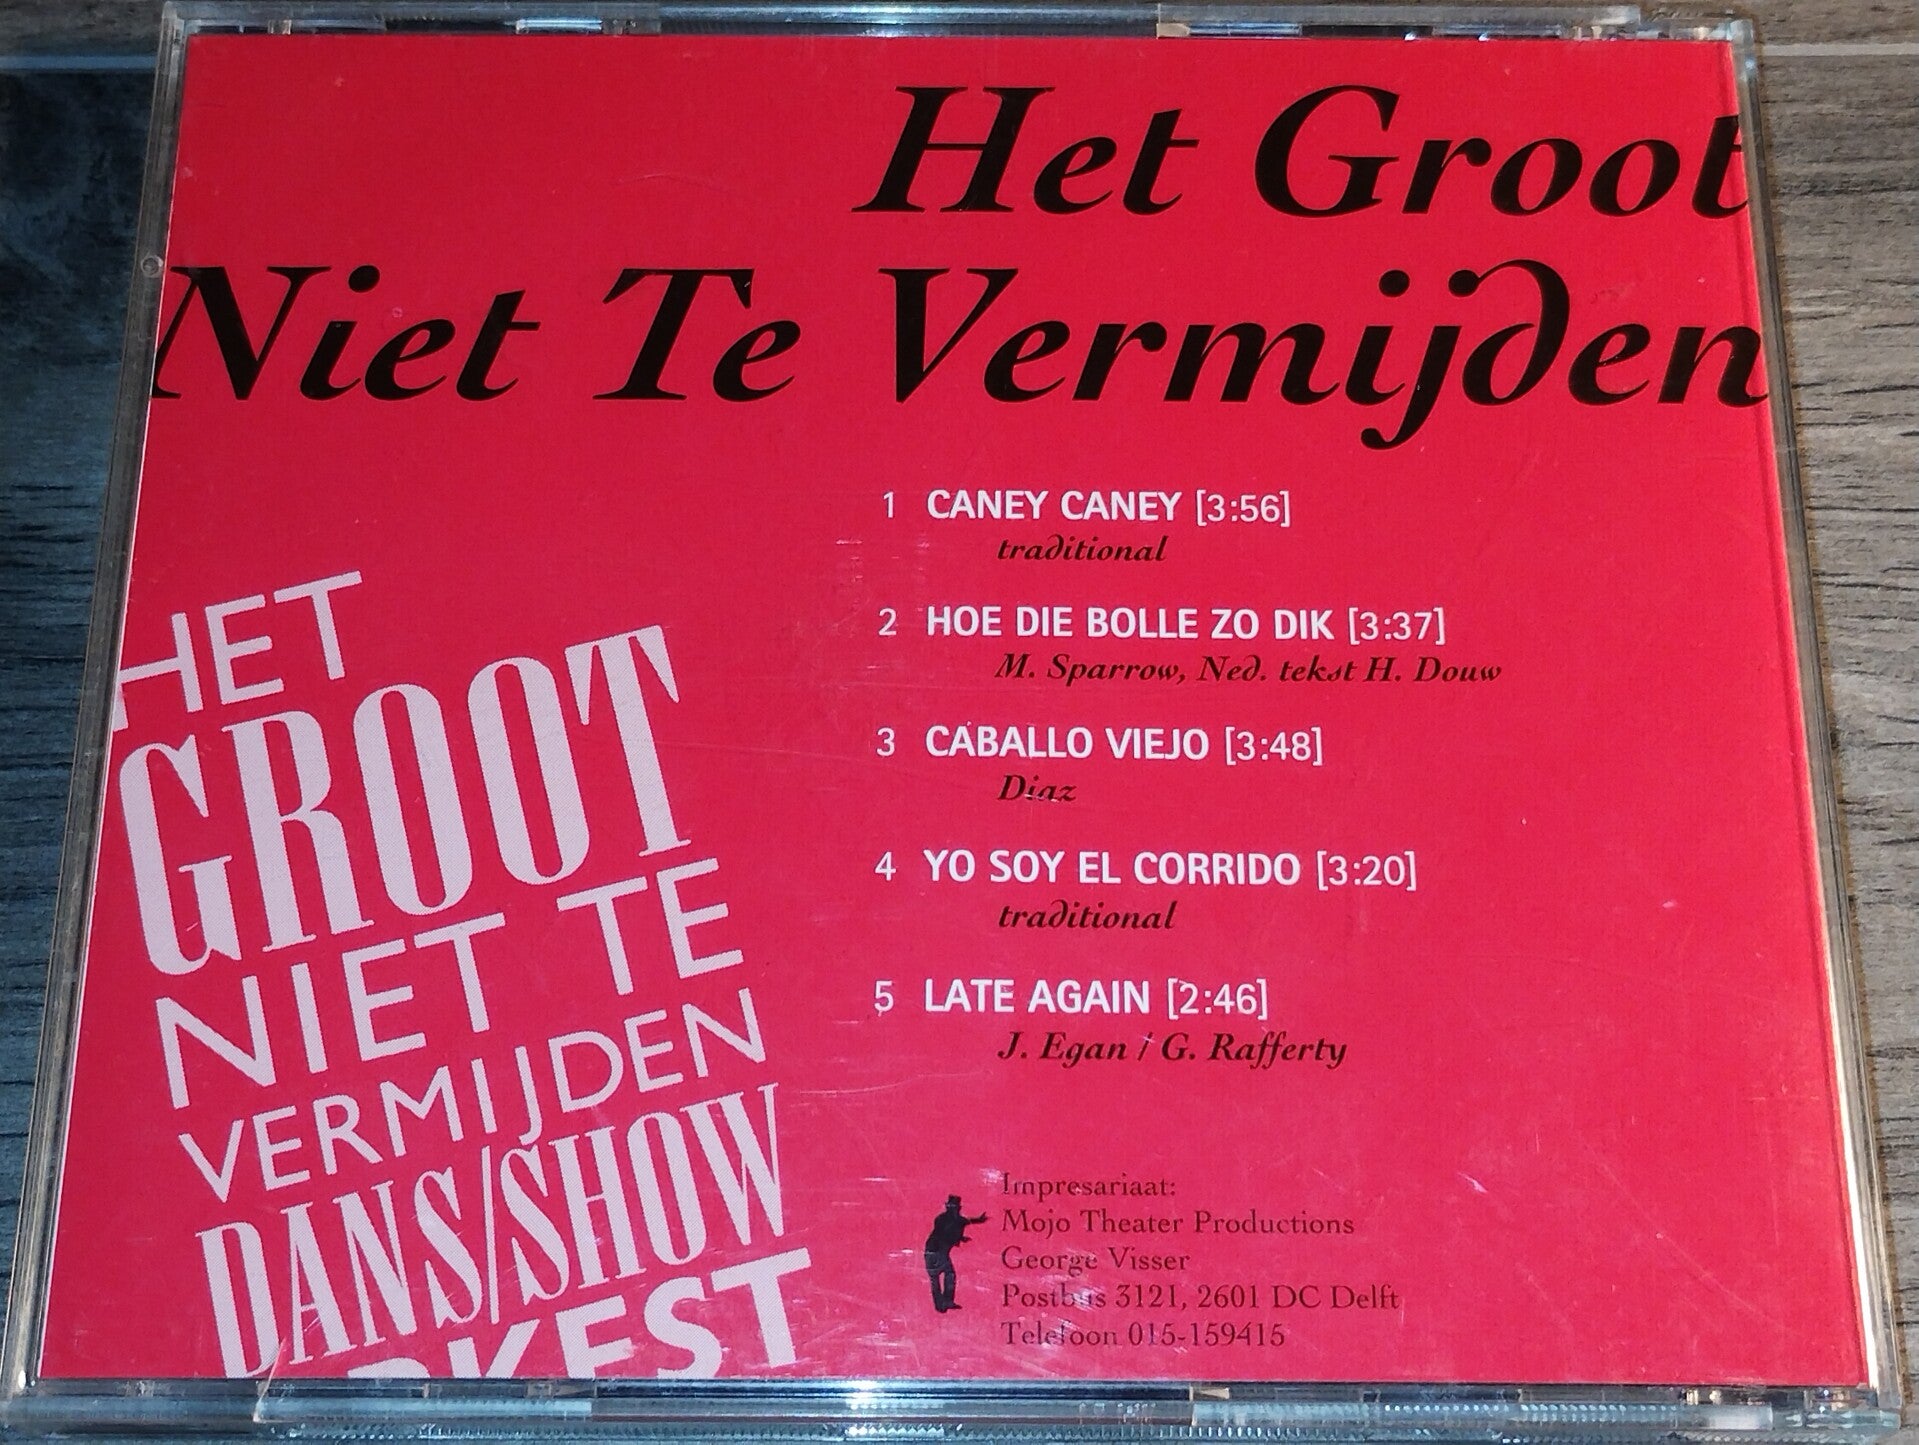 Het Groot
Niet Te Vermijden
1 CANEY CANEY [3:56]
traditional
2 HOE DIE BOLLE ZO DIK [3:37]
M. Sparrow, Ned. tekst H. Douw
3 CABALLO VIEJO [3:48]
Diaz
4 YO SOY EL CORRIDO [3:20]
traditional
5 LATE AGAIN [2:46]
J. Egan / G. Rafferty
HET
GROOT
NIET TE
VERMIJDEN
DANS/SHOW
RKEST
Impresariaat:
Mojo Theater Productions
George Visser
Postbus 3121, 2601 DC Delft
Telefoon 015-159415